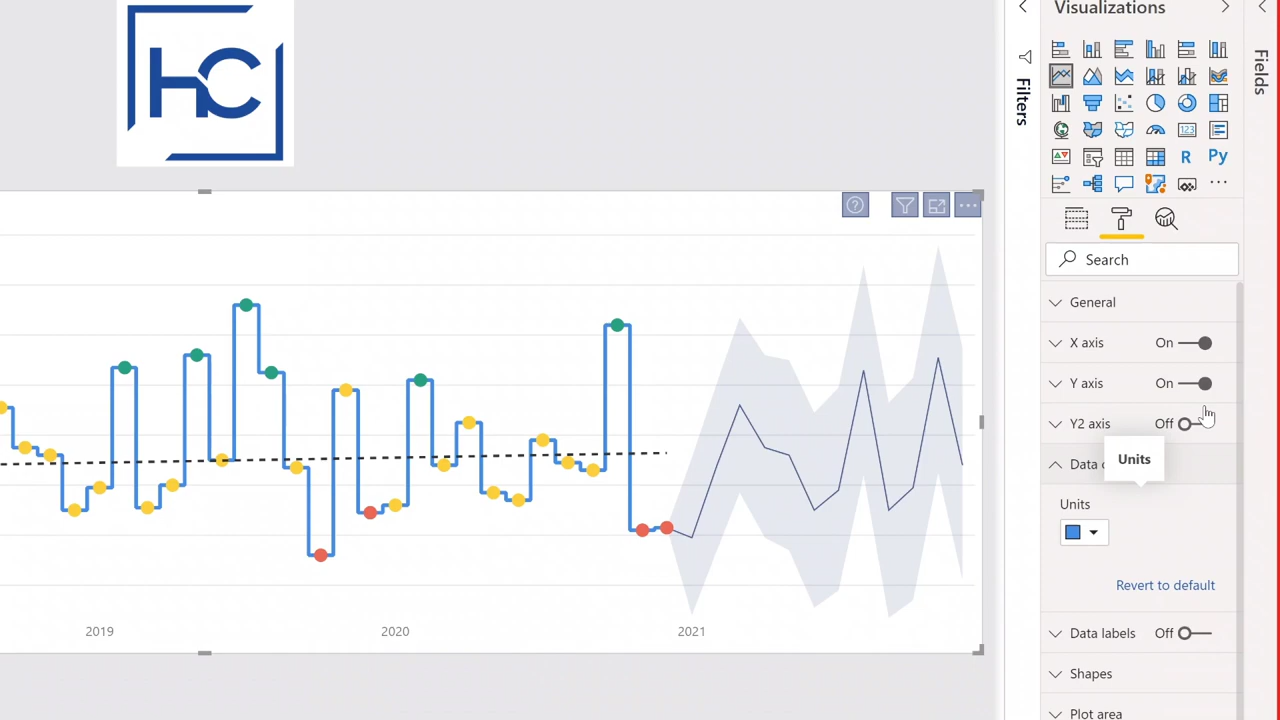 Visualizations
Filters
Fields
HC
123
R
Py
Search
General
X axis On
Y axis On
Y2 axis Off
Data c
Units
Units
Revert to default
Data labels Off
Shapes
Plot area
2019
2020
2021